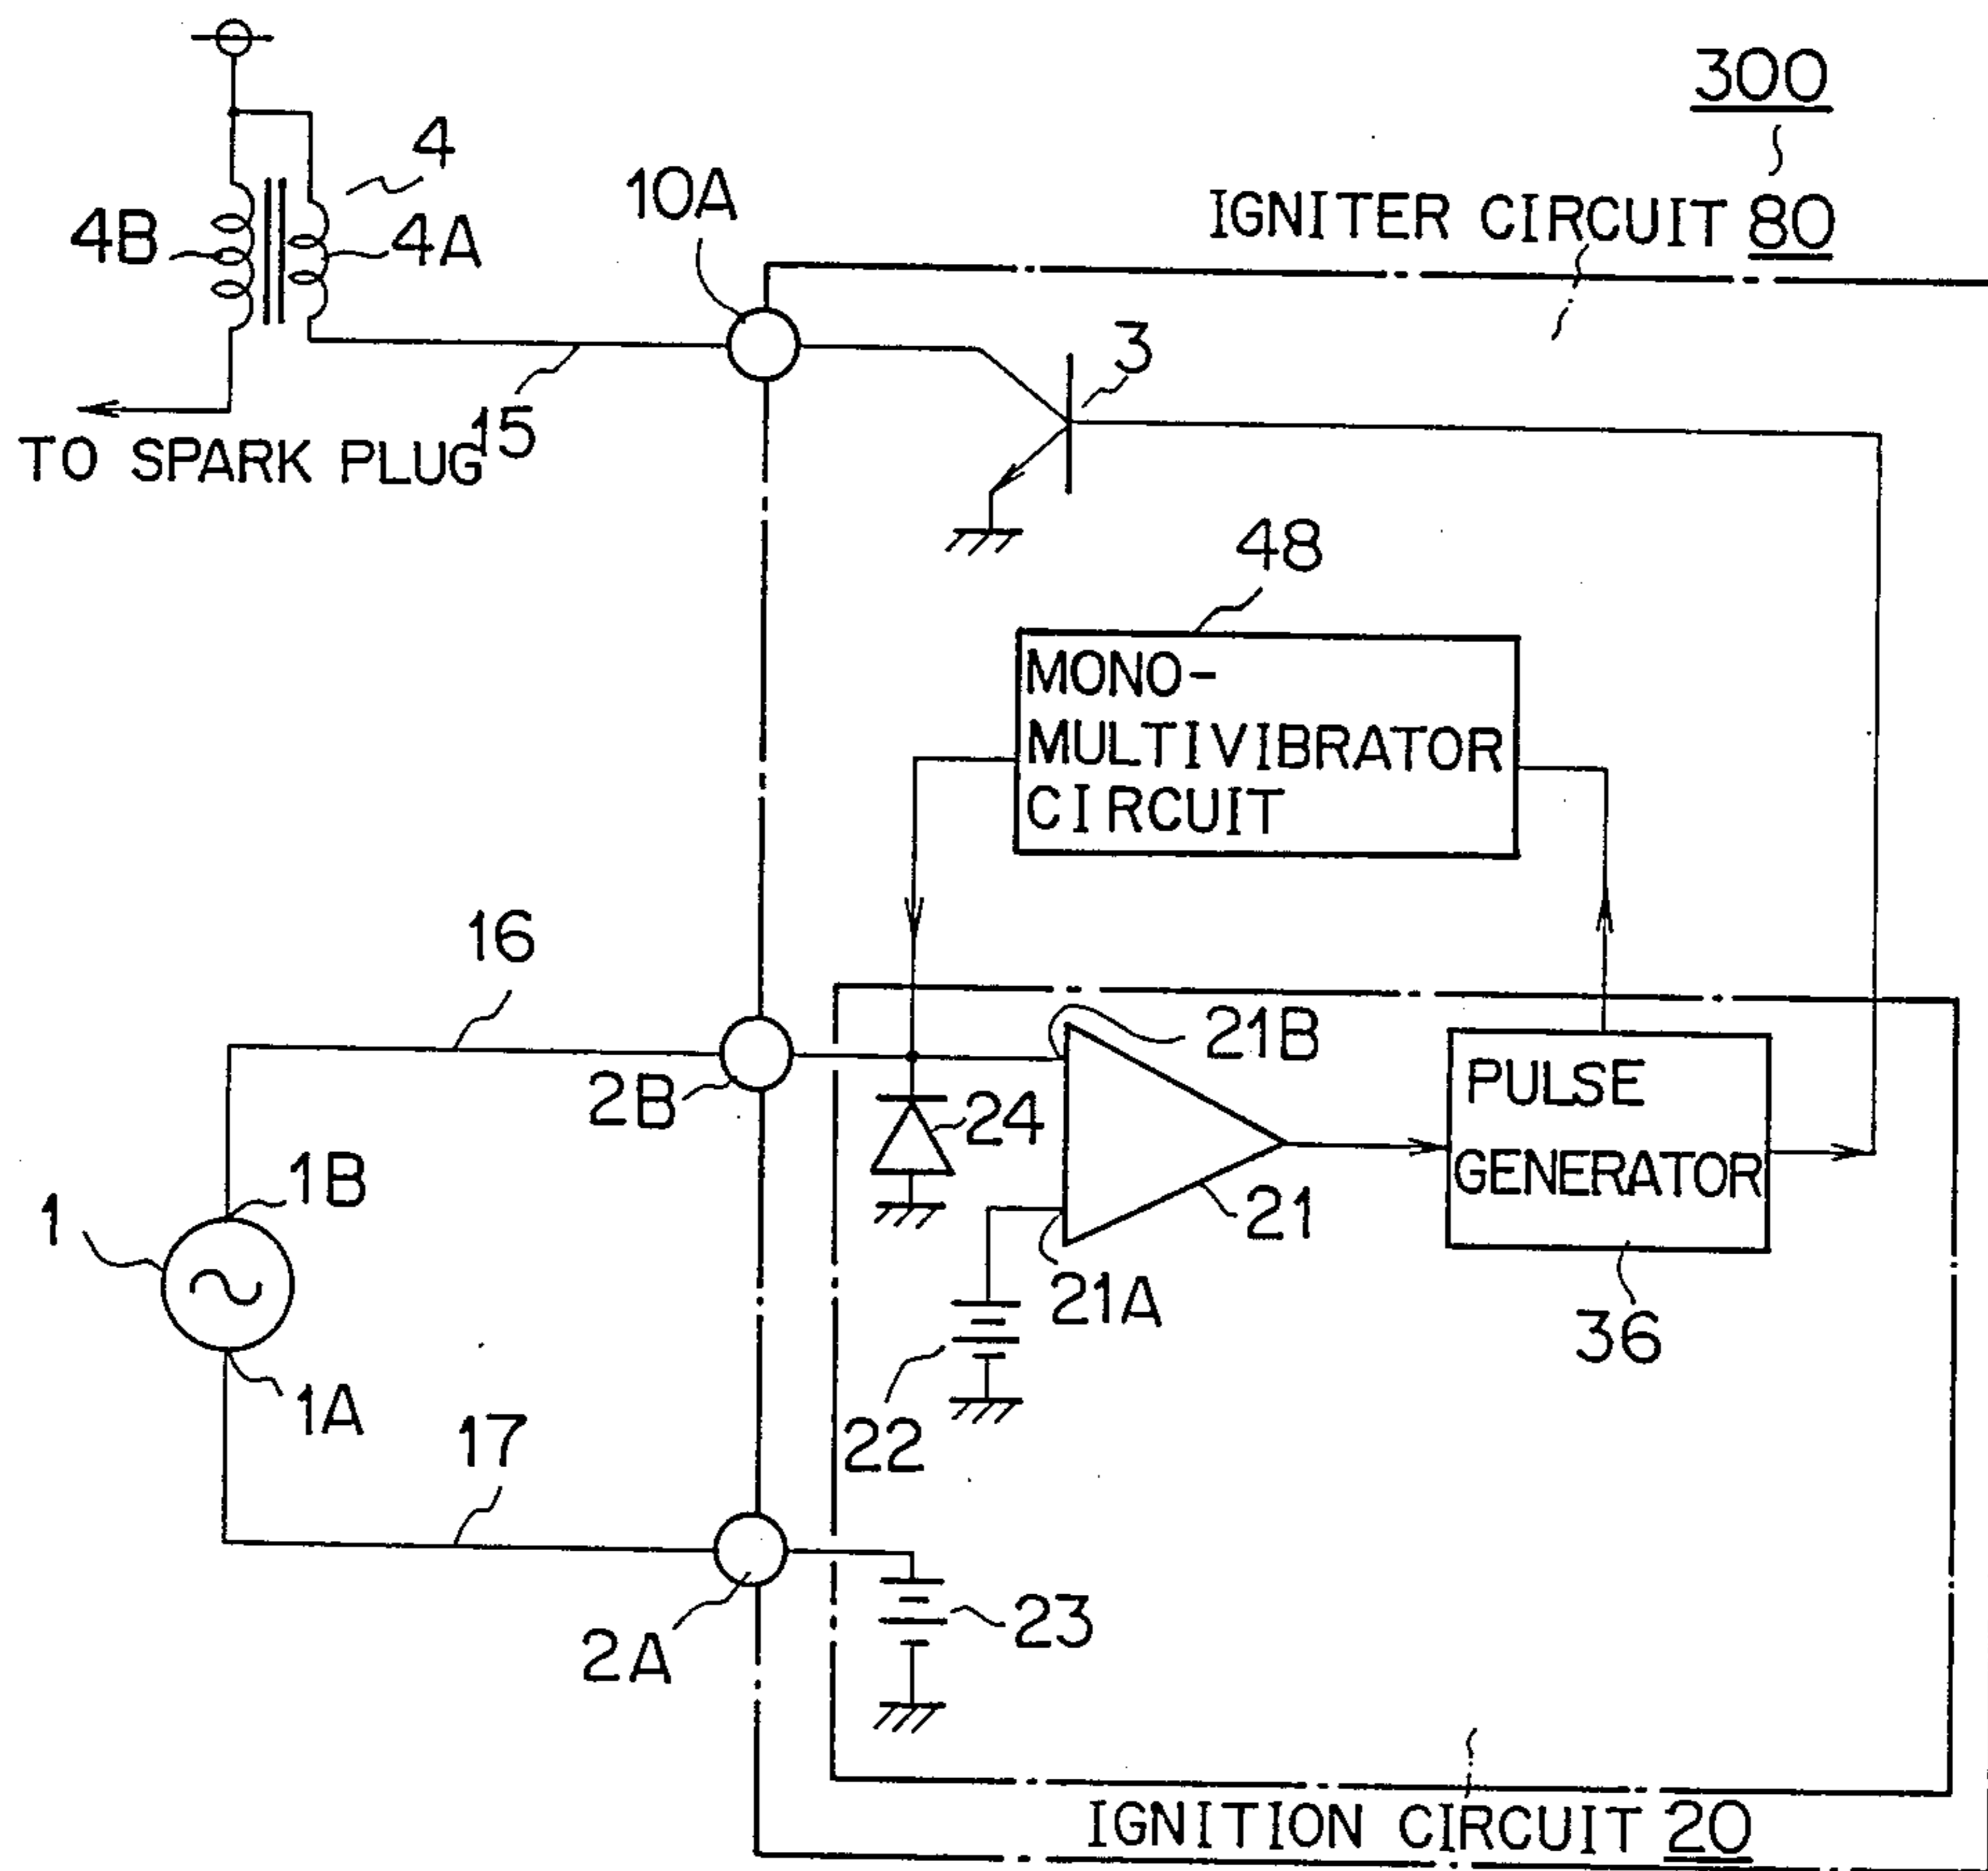 300
IGNITER CIRCUIT 80
4
10A
4B
4A
3
15
TO SPARK PLUG
48
MONO-
MULTIVIBRATOR
CIRCUIT
16
21B
2B
24
PULSE
GENERATOR
1B
1
21
21A
36
1A
22
17
23
2A
IGNITION CIRCUIT 20